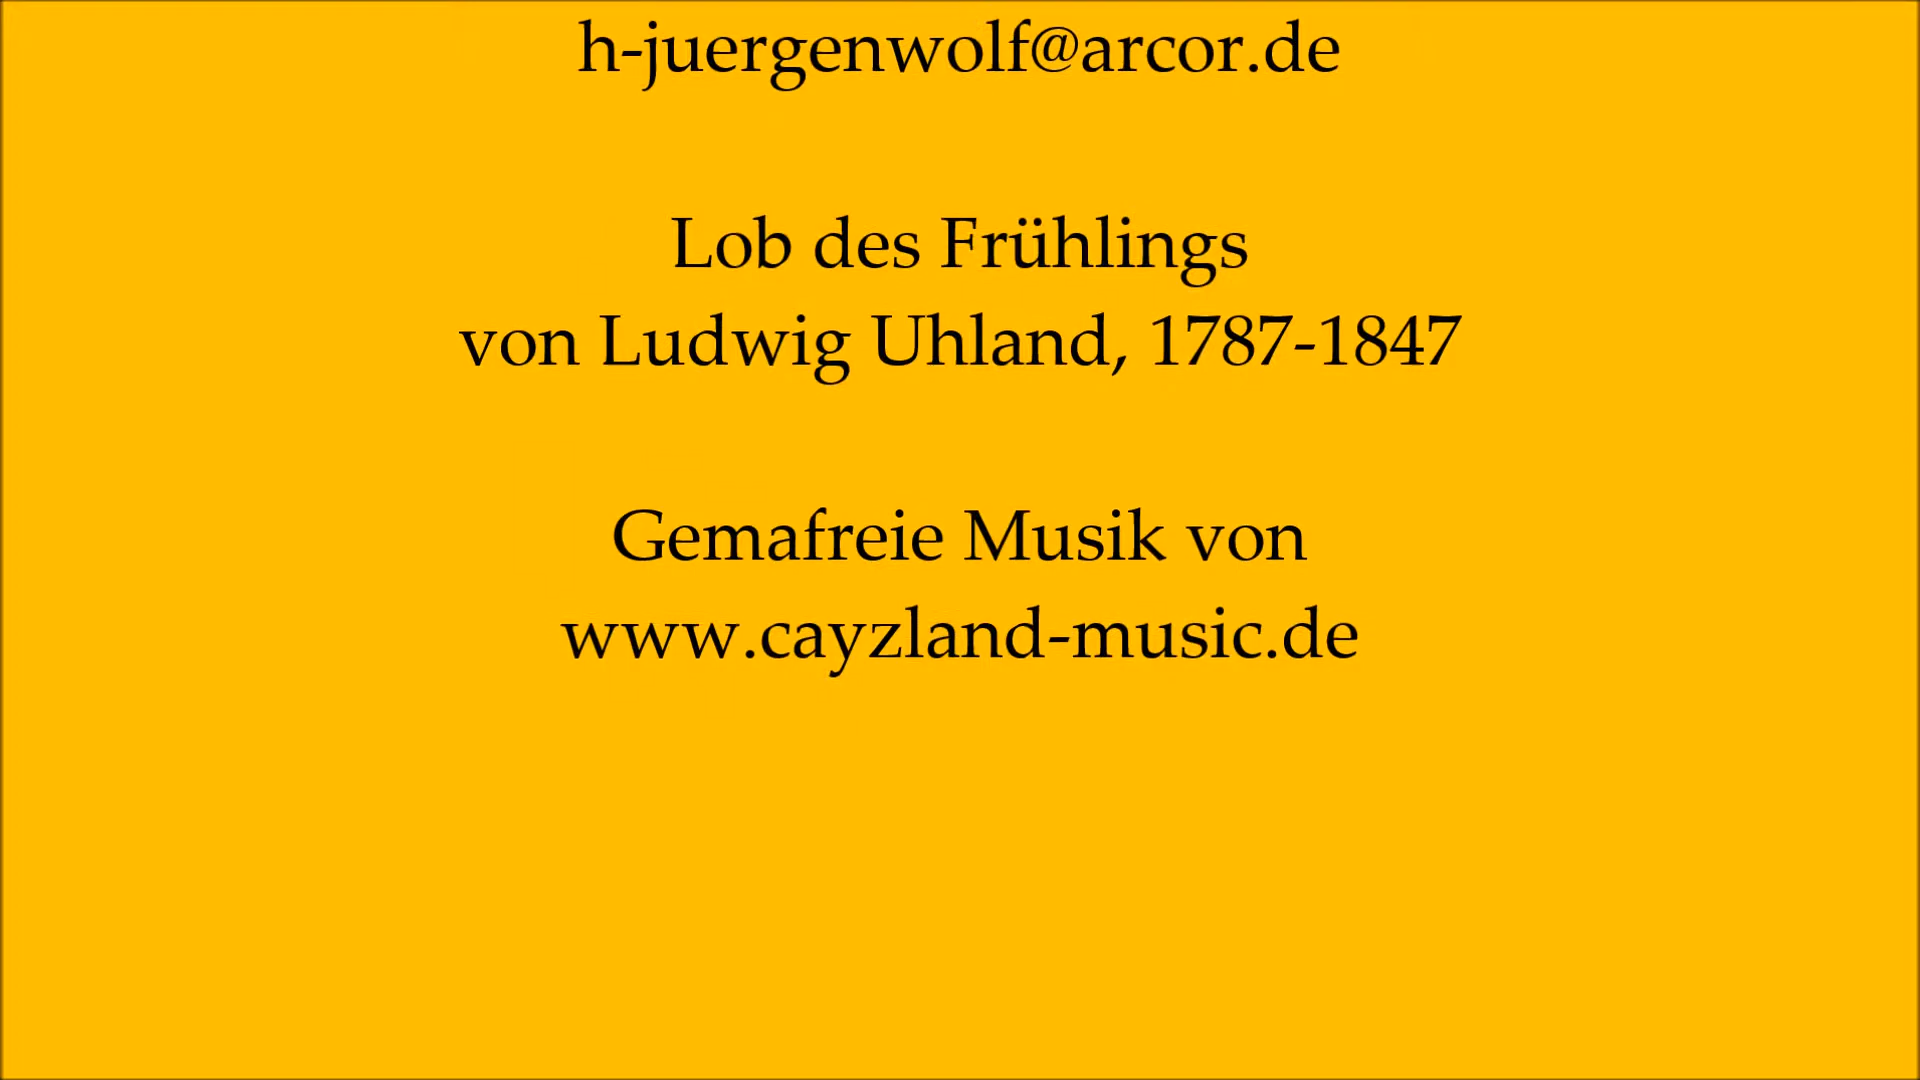 h-juergenwolf@arcor.de
Lob des Frühlings
von Ludwig Uhland, 1787-1847
Gemafreie Musik von
www.cayzland-music.de